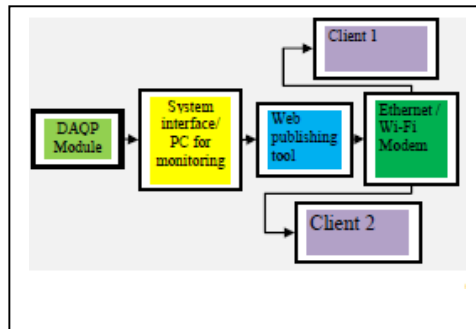 Client 1
DAQP
Module
System
interface/
PC for
monitoring
Web
publishing
tool
Ethernet /
Wi-Fi
Modem
Client 2